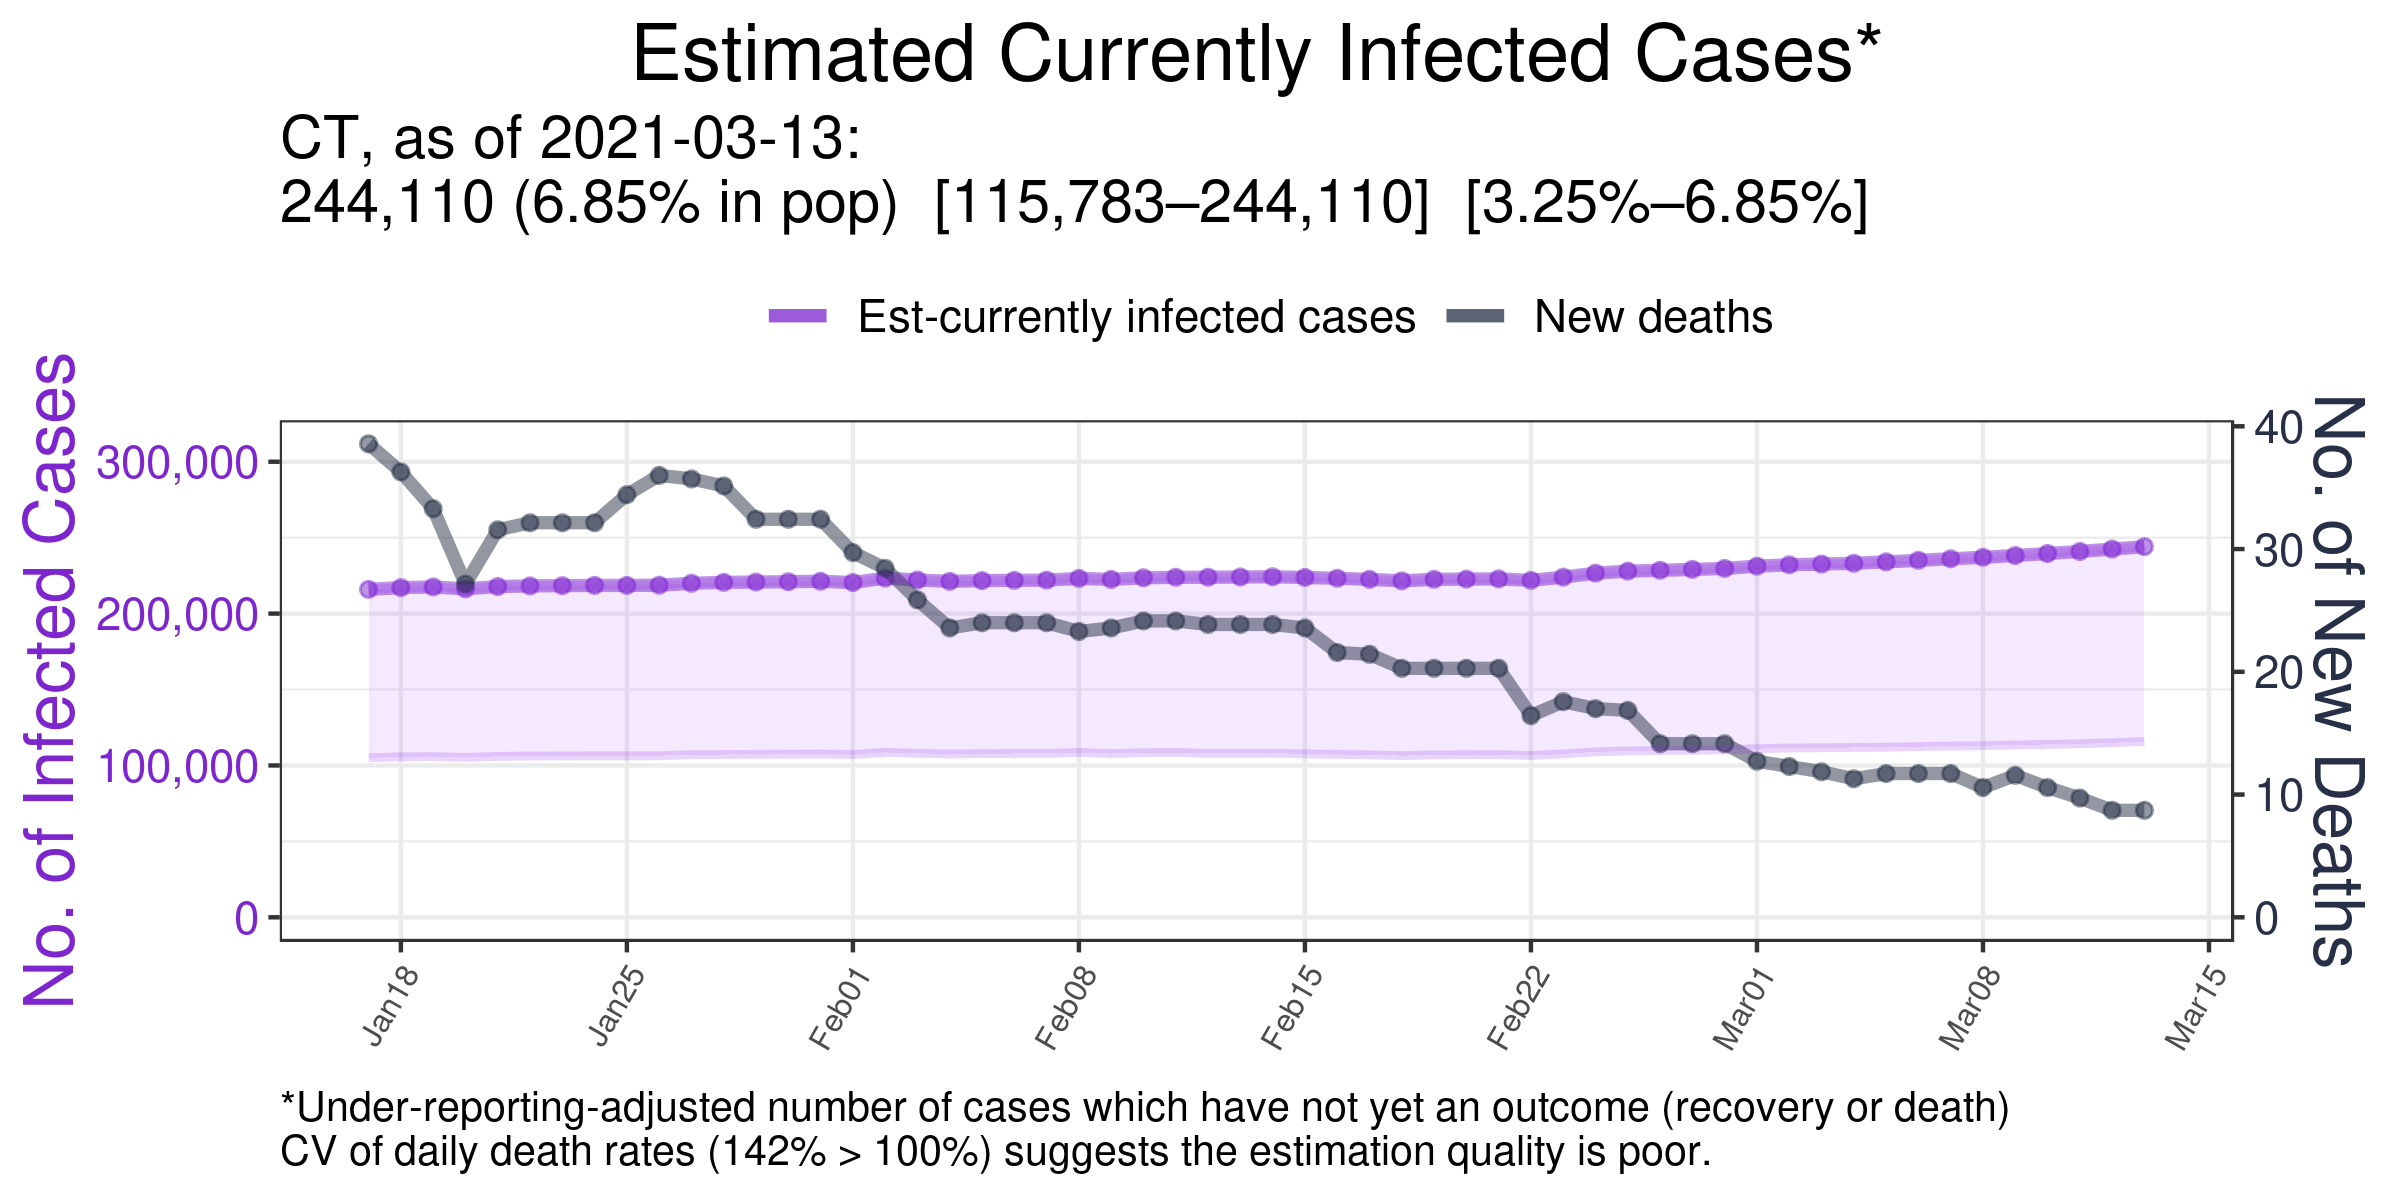 Estimated Currently Infected Cases*
CT, as of 2021-03-13:
244,110 (6.85% in pop) [115,783–244,110] [3.25%–6.85%]
Est-currently infected cases
New deaths
No. of Infected Cases
300,000
200,000
100,000
0
40
30
20
10
0
No. of New Deaths
Jan18
Jan25
Feb01
Feb08
Feb15
Feb22
Mar01
Mar08
Mar15
*Under-reporting-adjusted number of cases which have not yet an outcome (recovery or death)
CV of daily death rates (142% > 100%) suggests the estimation quality is poor.